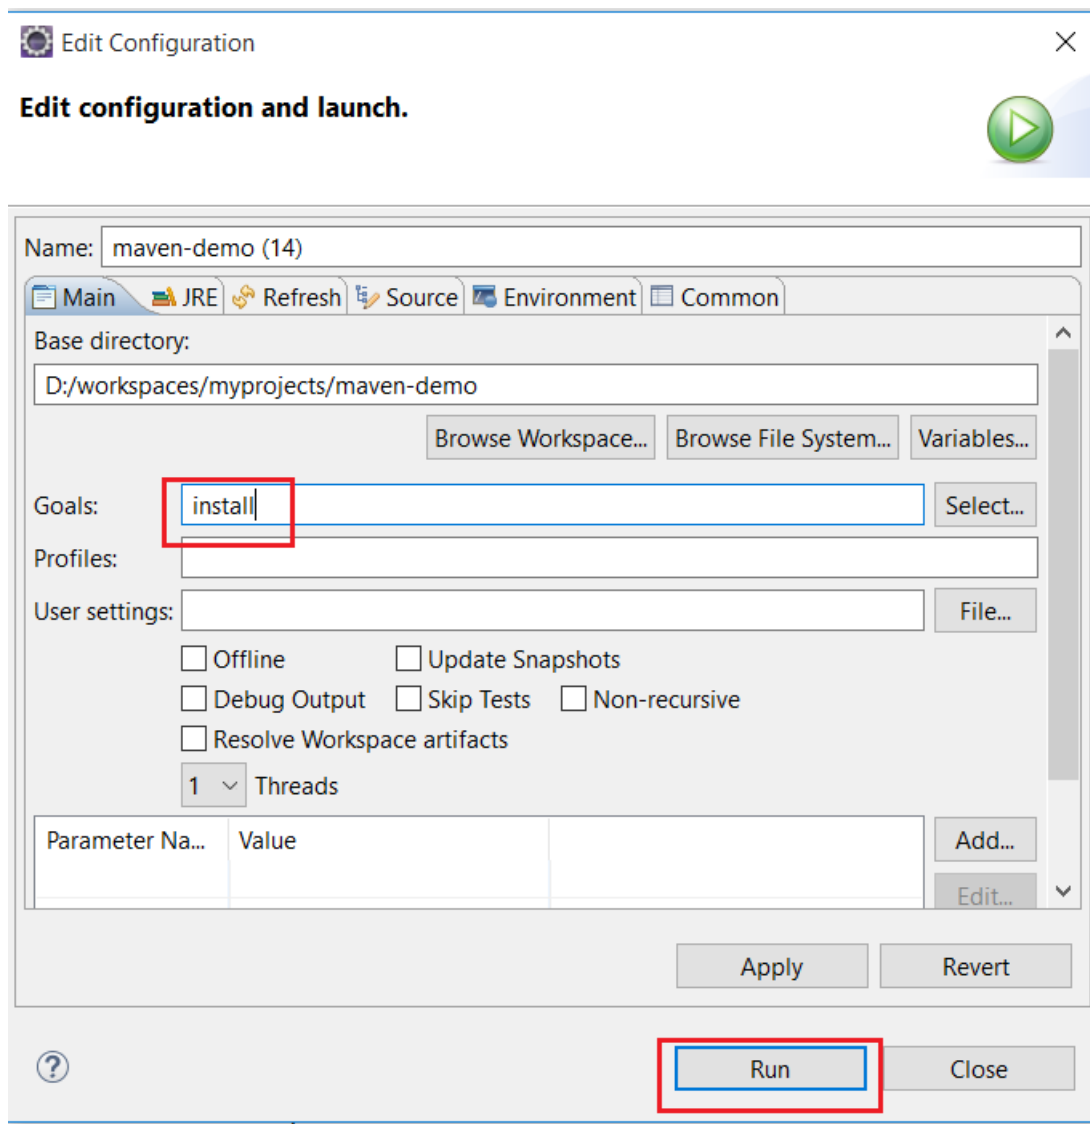 Edit Configuration
Edit configuration and launch.
Name: maven-demo (14)
Main JRE Refresh Source Environment Common
Base directory:
D:/workspaces/myprojects/maven-demo
Browse Workspace... Browse File System... Variables...
Goals: install Select...
Profiles:
User settings: File...
Offline Update Snapshots
Debug Output Skip Tests Non-recursive
Resolve Workspace artifacts
1 Threads
Parameter Na... Value Add...
Edit...
Apply Revert
? Run Close